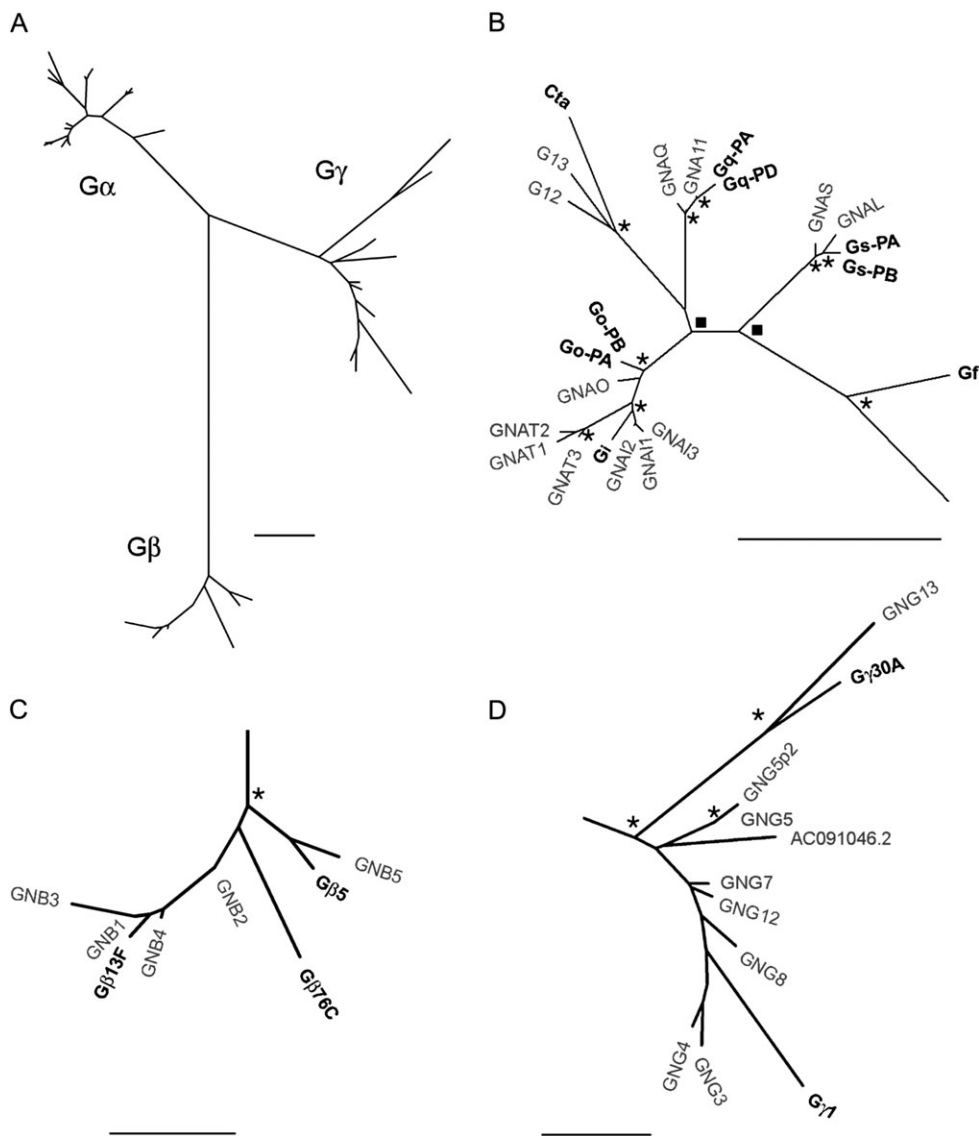 A
Gα
Gγ
Gβ
B
Cta
G13
G12
GNAQ
GNA11
Gq-PA
Gq-PD
*
*
*
GNAS
GNAL
Gs-PA
Gs-PB
*
*
Go-PB
Go-PA
*
GNAO
GNAT2
GNAT1
GNAT3
*
Gi
GNAI2
GNAI1
GNAI3
*
Gf
*
C
*
GNB3
GNB1
Gβ13F
GNB4
GNB2
Gβ5
GNB5
Gβ76C
D
GNG13
Gγ30A
*
*
*
GNG5p2
GNG5
AC091046.2
GNG7
GNG12
GNG8
GNG4
GNG3
Gγ1